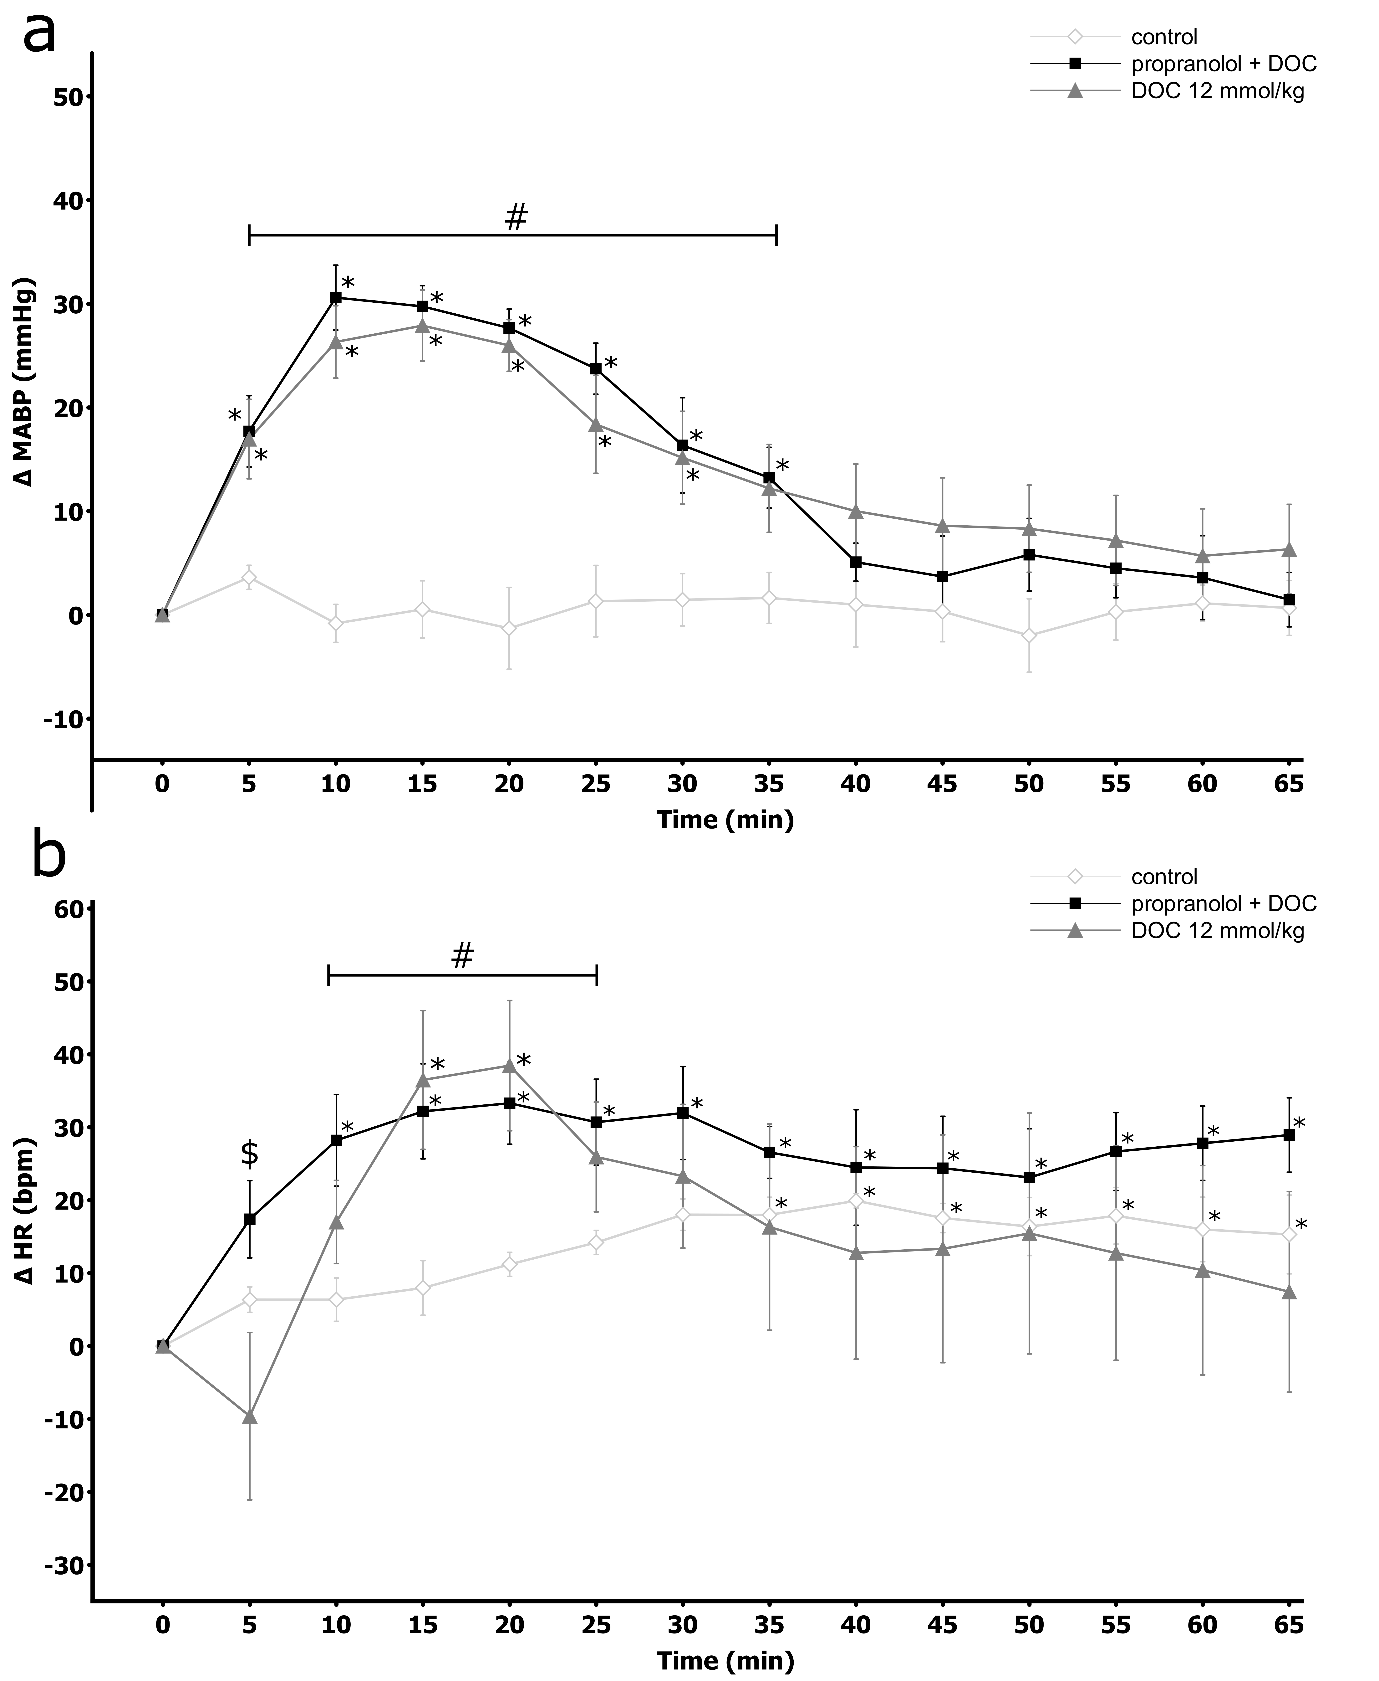 a
control
propranolol + DOC
DOC 12 mmol/kg
50
40
#
30
20
10
0
-10
Δ MABP (mmHg)
* * * * * * *
* * * * * *
0 5 10 15 20 25 30 35 40 45 50 55 60 65
Time (min)
b
control
propranolol + DOC
DOC 12 mmol/kg
60
50
#
40
30
$
20
10
0
-10
-20
-30
Δ HR (bpm)
* *
* * * * * * * * * * * *
* * * * * * *
0 5 10 15 20 25 30 35 40 45 50 55 60 65
Time (min)